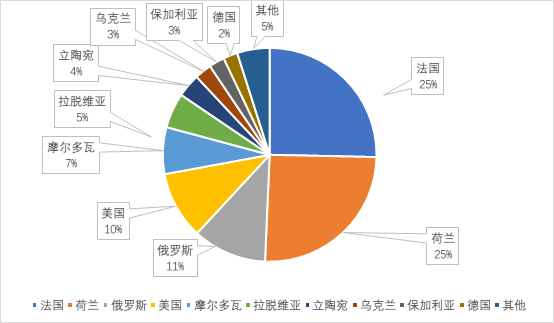 法国
25%
荷兰
25%
俄罗斯
11%
美国
10%
摩尔多瓦
7%
拉脱维亚
5%
立陶宛
4%
乌克兰
3%
保加利亚
3%
德国
2%
其他
5%
法国 荷兰 俄罗斯 美国 摩尔多瓦 拉脱维亚 立陶宛 乌克兰 保加利亚 德国 其他